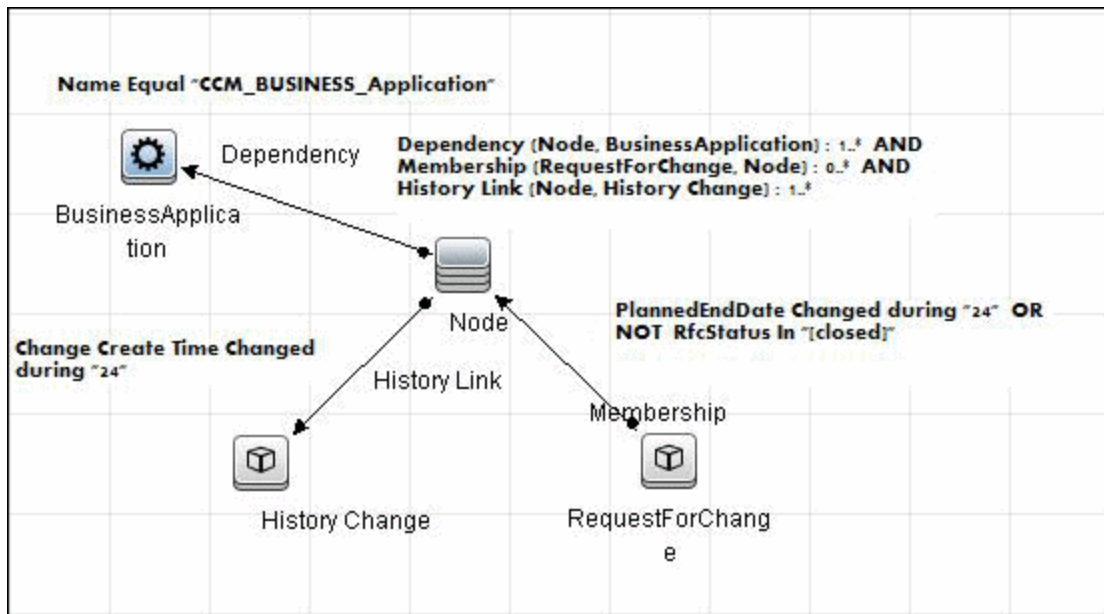 Name Equal "CCM_BUSINESS_Application"
Dependency
Dependency (Node, BusinessApplication) : 1..* AND
Membership (RequestForChange, Node) : 0..* AND
History Link (Node, History Change) : 1..*
BusinessApplica
tion
Node
PlannedEndDate Changed during "24" OR
NOT RfcStatus In "[closed]"
Change Create Time Changed
during "24"
History Link
Membership
History Change
RequestForChang
e